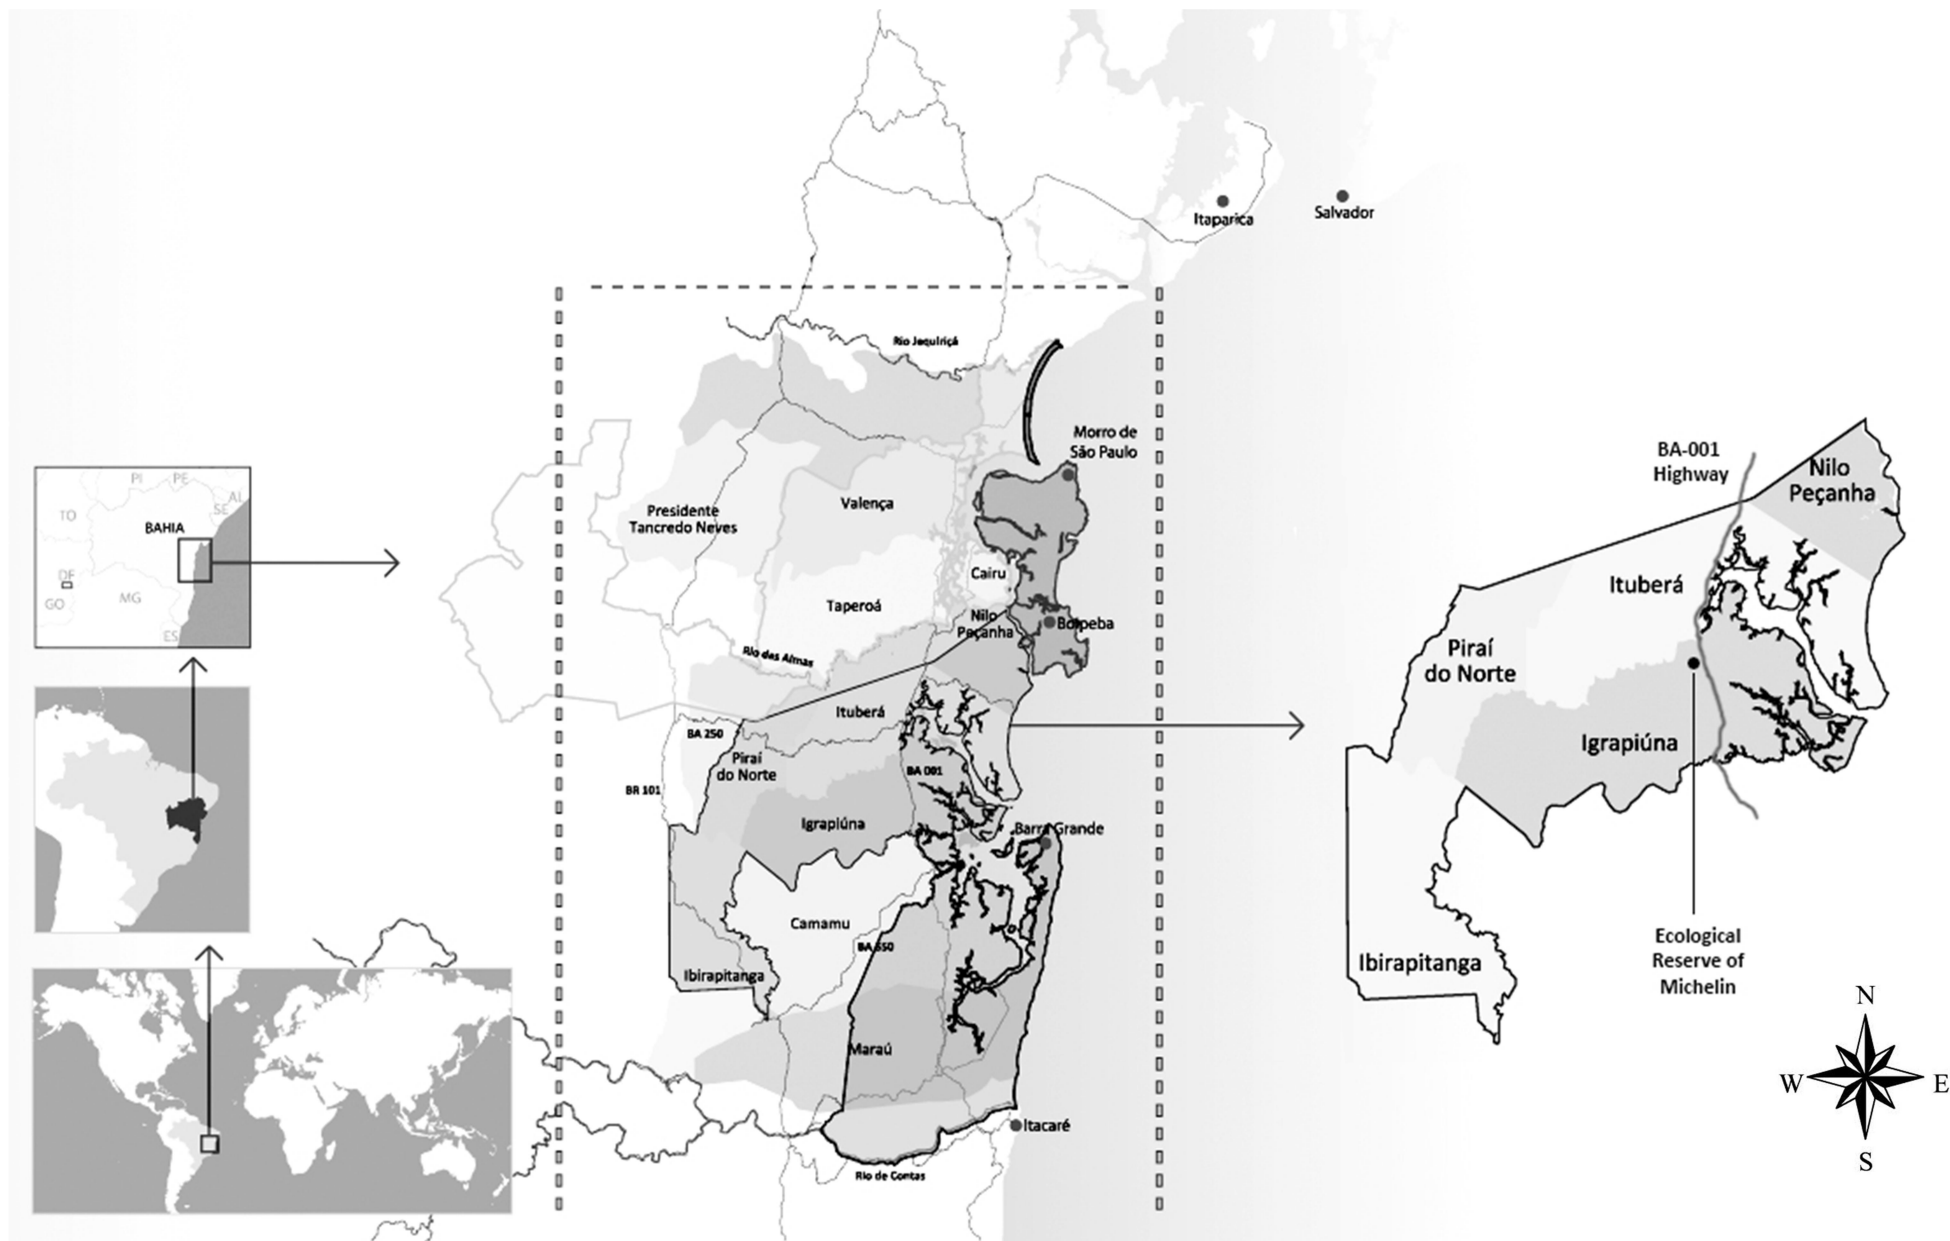 Itaparica
Salvador
Rio Jequiriçá
Morro de
São Paulo
Valença
Presidente
Tancredo Neves
Cairu
Taperoá
Nilo
Peçanha
Boipeba
Rio das Almas
Ituberá
BA 250
Piraí
do Norte
BA 001
BR 101
Igrapiúna
Barra Grande
Camamu
BA 650
Ibirapitanga
Maraú
Itacaré
Rio de Contas
PI
PE
AL
SE
TO
BAHIA
DF
GO
MG
ES
BA-001
Highway
Nilo
Peçanha
Ituberá
Piraí
do Norte
Igrapiúna
Ibirapitanga
Ecological
Reserve of
Michelin
N
W
E
S